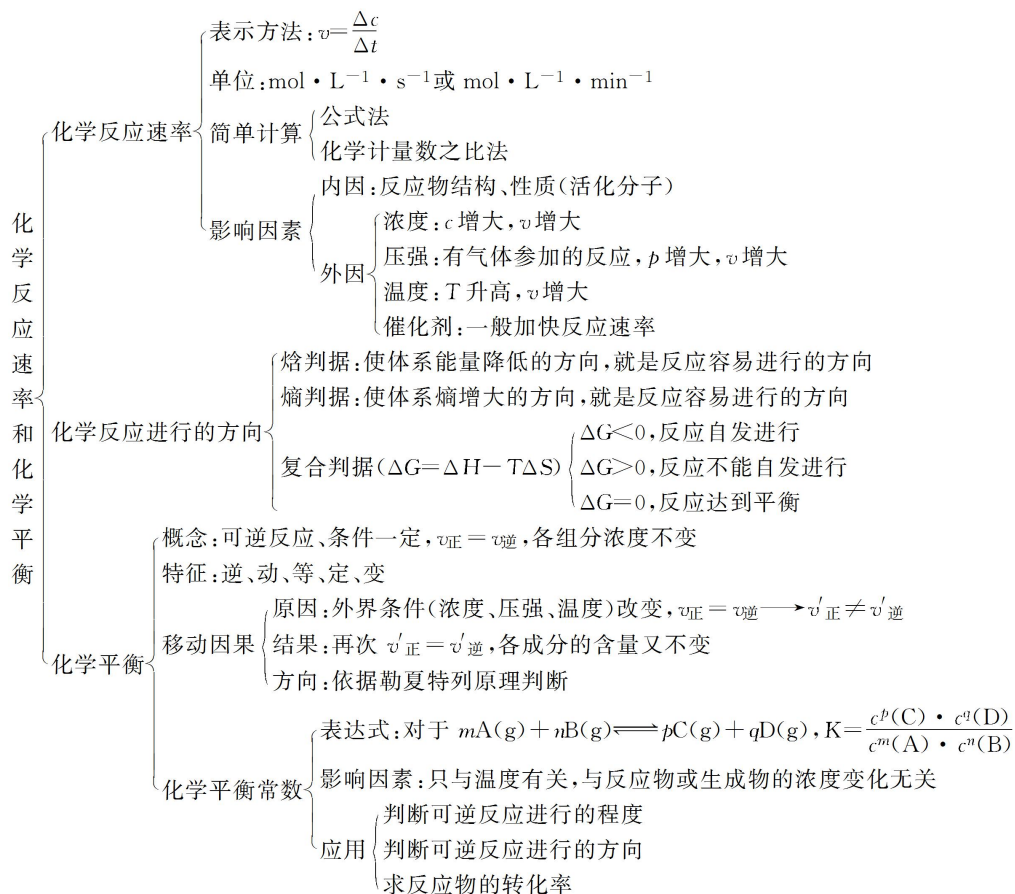 化学反应速率和化学平衡
化学反应速率
表示方法:v=Δc/Δt
单位:mol·L⁻¹·s⁻¹或 mol·L⁻¹·min⁻¹
简单计算
公式法
化学计量数之比法
影响因素
内因:反应物结构、性质(活化分子)
外因
浓度:c增大,v增大
压强:有气体参加的反应,p增大,v增大
温度:T升高,v增大
催化剂:一般加快反应速率
化学反应进行的方向
焓判据:使体系能量降低的方向,就是反应容易进行的方向
熵判据:使体系熵增大的方向,就是反应容易进行的方向
复合判据(ΔG=ΔH-TΔS)
ΔG<0,反应自发进行
ΔG>0,反应不能自发进行
ΔG=0,反应达到平衡
化学平衡
概念:可逆反应、条件一定,v正=v逆,各组分浓度不变
特征:逆、动、等、定、变
移动因果
原因:外界条件(浓度、压强、温度)改变,v正=v逆⟶v′正≠v′逆
结果:再次 v′正=v′逆,各成分的含量又不变
方向:依据勒夏特列原理判断
化学平衡常数
表达式:对于 mA(g)+nB(g)⇌pC(g)+qD(g),K=cᵖ(C)·c^q(D)/cᵐ(A)·cⁿ(B)
影响因素:只与温度有关,与反应物或生成物的浓度变化无关
应用
判断可逆反应进行的程度
判断可逆反应进行的方向
求反应物的转化率